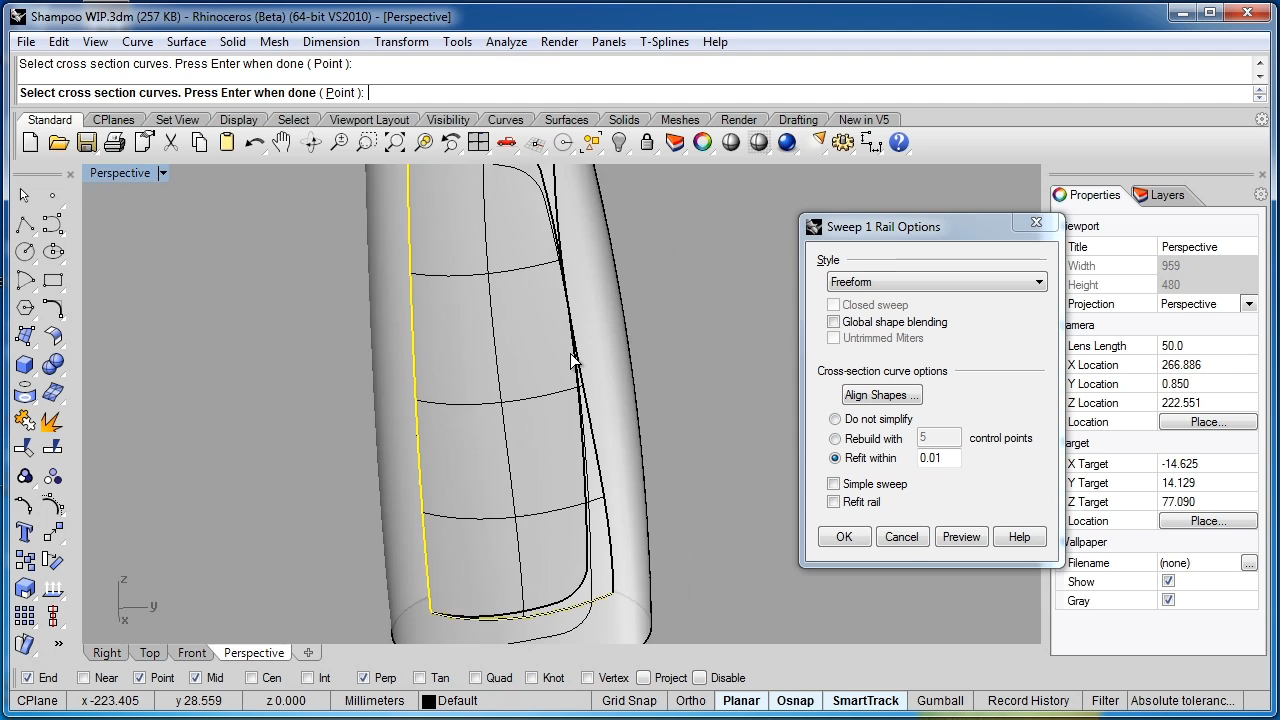 Shampoo WIP.3dm (257 KB) - Rhinoceros (Beta) (64-bit VS2010) - [Perspective]
File Edit View Curve Surface Solid Mesh Dimension Transform Tools Analyze Render Panels T-Splines Help
Select cross section curves. Press Enter when done ( Point ):
Select cross section curves. Press Enter when done ( Point ):
Standard CPlanes Set View Display Select Viewport Layout Visibility Curves Surfaces Solids Meshes Render Drafting New in V5
Perspective
Properties Layers
iewport
Title Perspective
Width 959
Height 480
Projection Perspective
amera
Lens Length 50.0
X Location 266.886
Y Location 0.850
Z Location 222.551
Location Place...
arget
X Target -14.625
Y Target 14.129
Z Target 77.090
Location Place...
Wallpaper
Filename (none) ...
Show
Gray
Sweep 1 Rail Options
Style
Freeform
Closed sweep
Global shape blending
Untrimmed Miters
Cross-section curve options
Align Shapes ...
Do not simplify
Rebuild with 5 control points
Refit within 0.01
Simple sweep
Refit rail
OK Cancel Preview Help
z
y
x
Right Top Front Perspective
End Near Point Mid Cen Int Perp Tan Quad Knot Vertex Project Disable
CPlane x -223.405 y 28.559 z 0.000 Millimeters Default Grid Snap Ortho Planar Osnap SmartTrack Gumball Record History Filter Absolute toleranc...